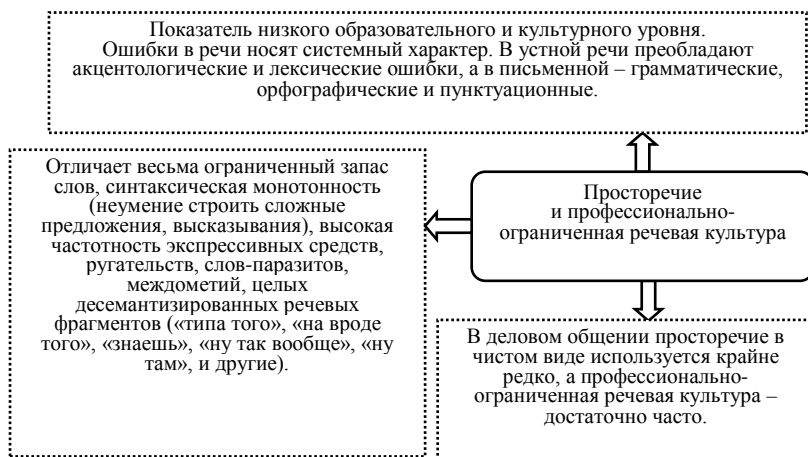 Показатель низкого образовательного и культурного уровня.
Ошибки в речи носят системный характер. В устной речи преобладают
акцентологические и лексические ошибки, а в письменной – грамматические,
орфографические и пунктуационные.
Отличает весьма ограниченный запас
слов, синтаксическая монотонность
(неумение строить сложные
предложения, высказывания), высокая
частотность экспрессивных средств,
ругательств, слов-паразитов,
междометий, целых
десемантизированных речевых
фрагментов («типа того», «на вроде
того», «знаешь», «ну так вообще», «ну
там», и другие).
Просторечие
и профессионально-
ограниченная речевая культура
В деловом общении просторечие в
чистом виде используется крайне
редко, а профессионально-
ограниченная речевая культура –
достаточно часто.